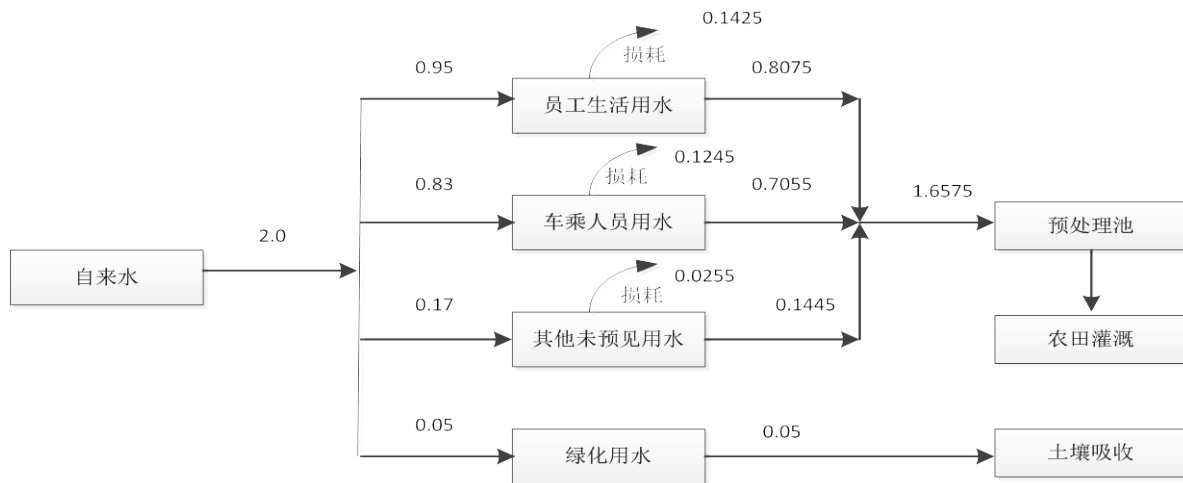 0.1425
损耗
0.95
0.8075
员工生活用水
0.1245
损耗
0.83
0.7055
1.6575
车乘人员用水
预处理池
2.0
自来水
0.0255
损耗
0.17
0.1445
其他未预见用水
农田灌溉
0.05
0.05
绿化用水
土壤吸收